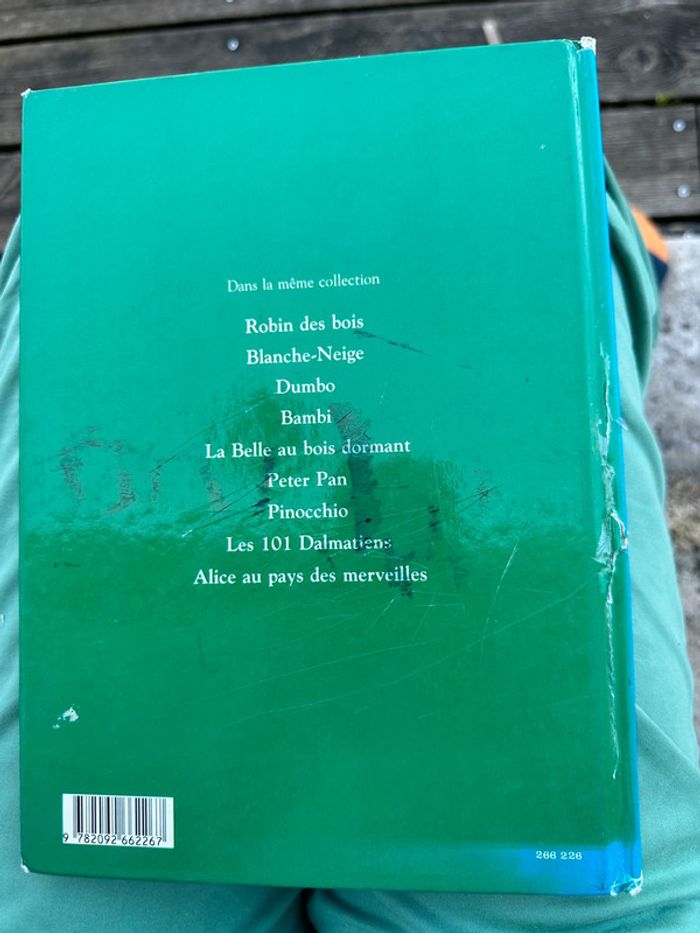 Dans la même collection
Robin des bois
Blanche-Neige
Dumbo
Bambi
La Belle au bois dormant
Peter Pan
Pinocchio
Les 101 Dalmatiens
Alice au pays des merveilles
9 782092 662267
266 226